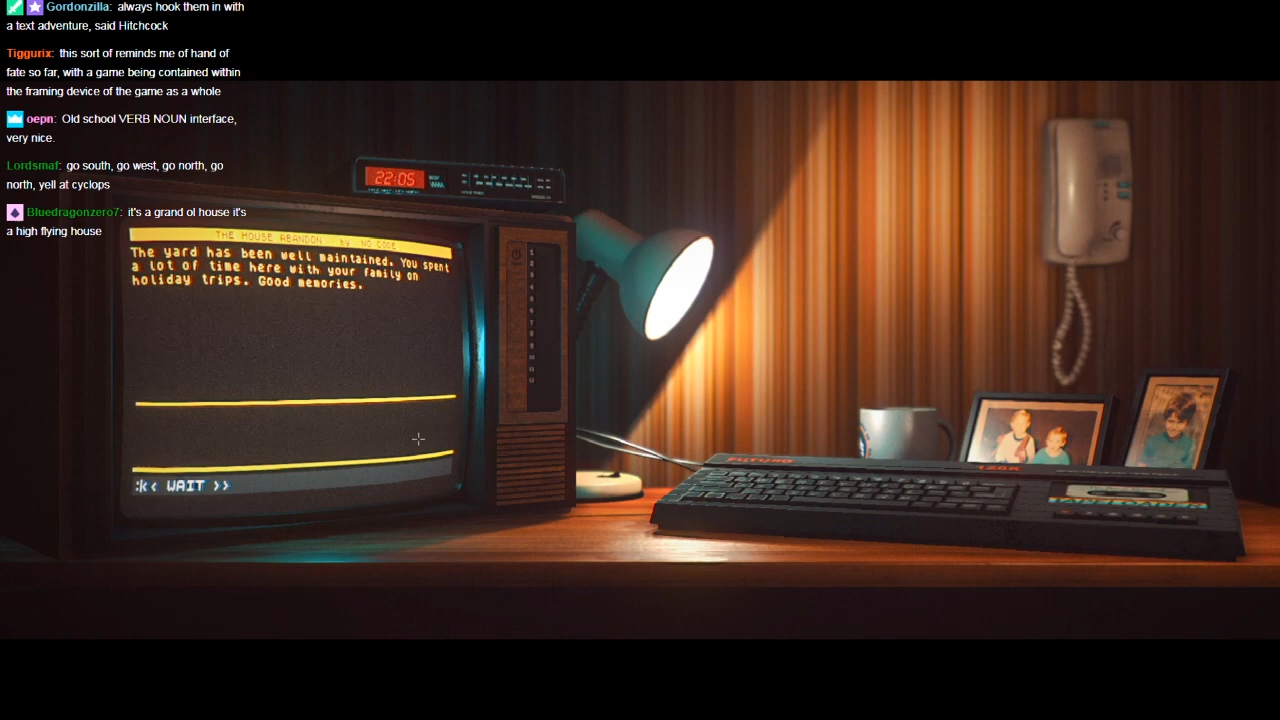 Gordonzilla: always hook them in with
a text adventure, said Hitchcock
Tiggurix: this sort of reminds me of hand of
fate so far, with a game being contained within
the framing device of the game as a whole
oepn: Old school VERB NOUN interface,
very nice.
Lordsmaf: go south, go west, go north, go
north, yell at cyclops
Bluedragonzero7: it's a grand ol house it's
a high flying house
22:05
THE HOUSE ABANDON by NO CODE
The yard has been well maintained. You spent
a lot of time here with your family on
holiday trips. Good memories.
:k< WAIT >>
FUTURO